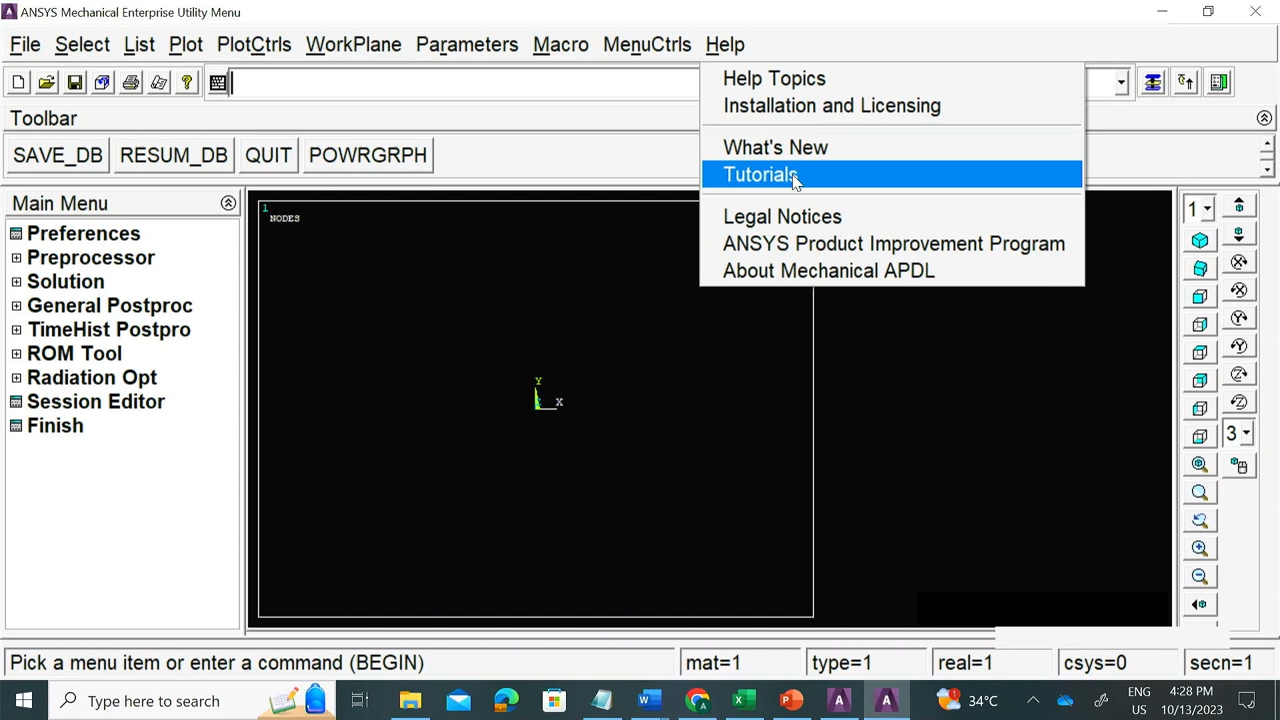 ANSYS Mechanical Enterprise Utility Menu
File Select List Plot PlotCtrls WorkPlane Parameters Macro MenuCtrls Help
Help Topics
Installation and Licensing
What's New
Tutorials
Legal Notices
ANSYS Product Improvement Program
About Mechanical APDL
Toolbar
SAVE_DB RESUM_DB QUIT POWRGRPH
Main Menu
Preferences
Preprocessor
Solution
General Postproc
TimeHist Postpro
ROM Tool
Radiation Opt
Session Editor
Finish
1
NODES
Y
X
1
3
Pick a menu item or enter a command (BEGIN) mat=1 type=1 real=1 csys=0 secn=1
Type here to search 34°C ENG 4:28 PM
US 10/13/2023